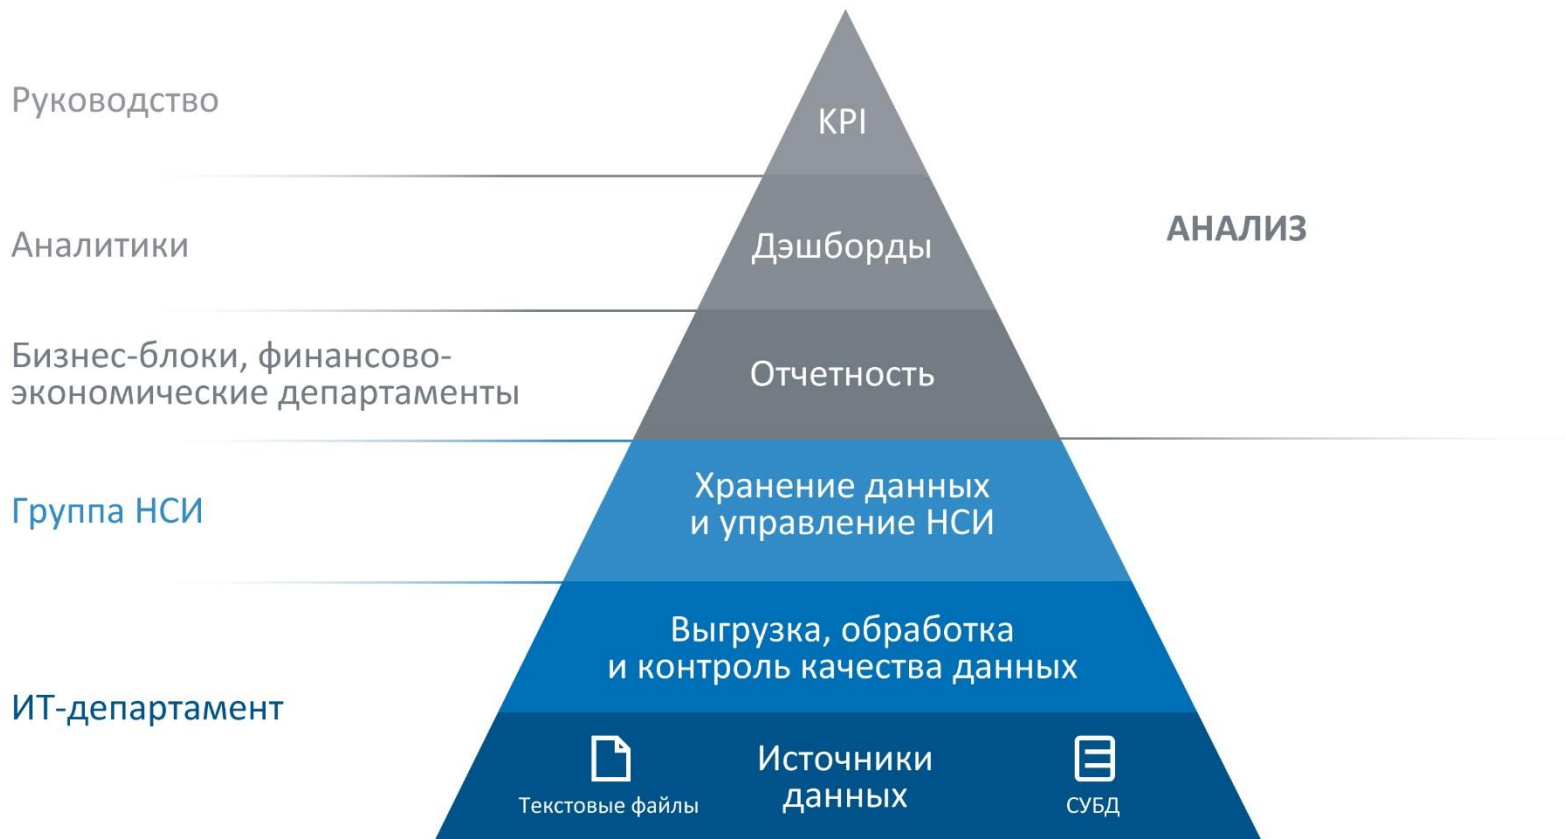 Руководство
KPI
Аналитики
Дэшборды
АНАЛИЗ
Бизнес-блоки, финансово-
экономические департаменты
Отчетность
Группа НСИ
Хранение данных
и управление НСИ
Выгрузка, обработка
и контроль качества данных
ИТ-департамент
Текстовые файлы
Источники
данных
СУБД